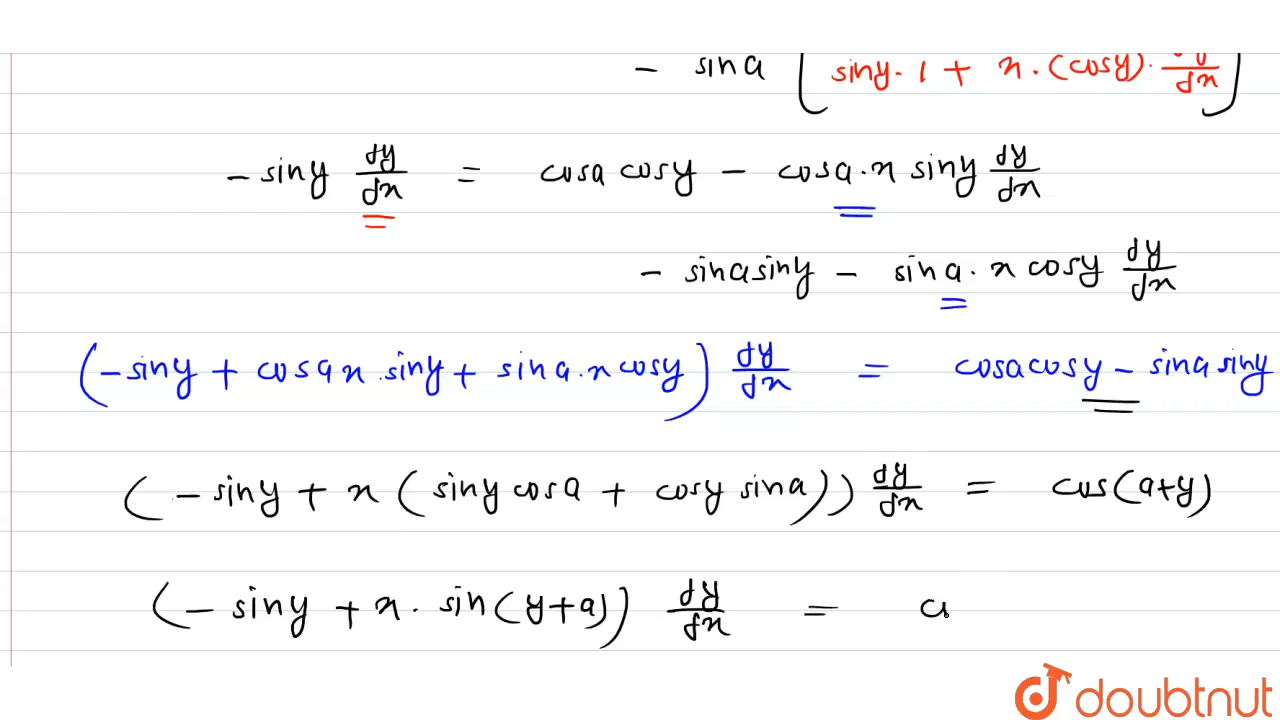 - sina [ siny.1 + x.(cosy).dy/dx ]
-siny dy/dx = cosa cosy - cosa.x siny dy/dx
- sina siny - sina.x cosy dy/dx
(-siny + cosa x.siny + sina.x cosy) dy/dx = cosa cosy - sina siny
(-siny + x(siny cosa + cosy sina)) dy/dx = cos(a+y)
(-siny + x.sin(y+a)) dy/dx = c
doubtnut